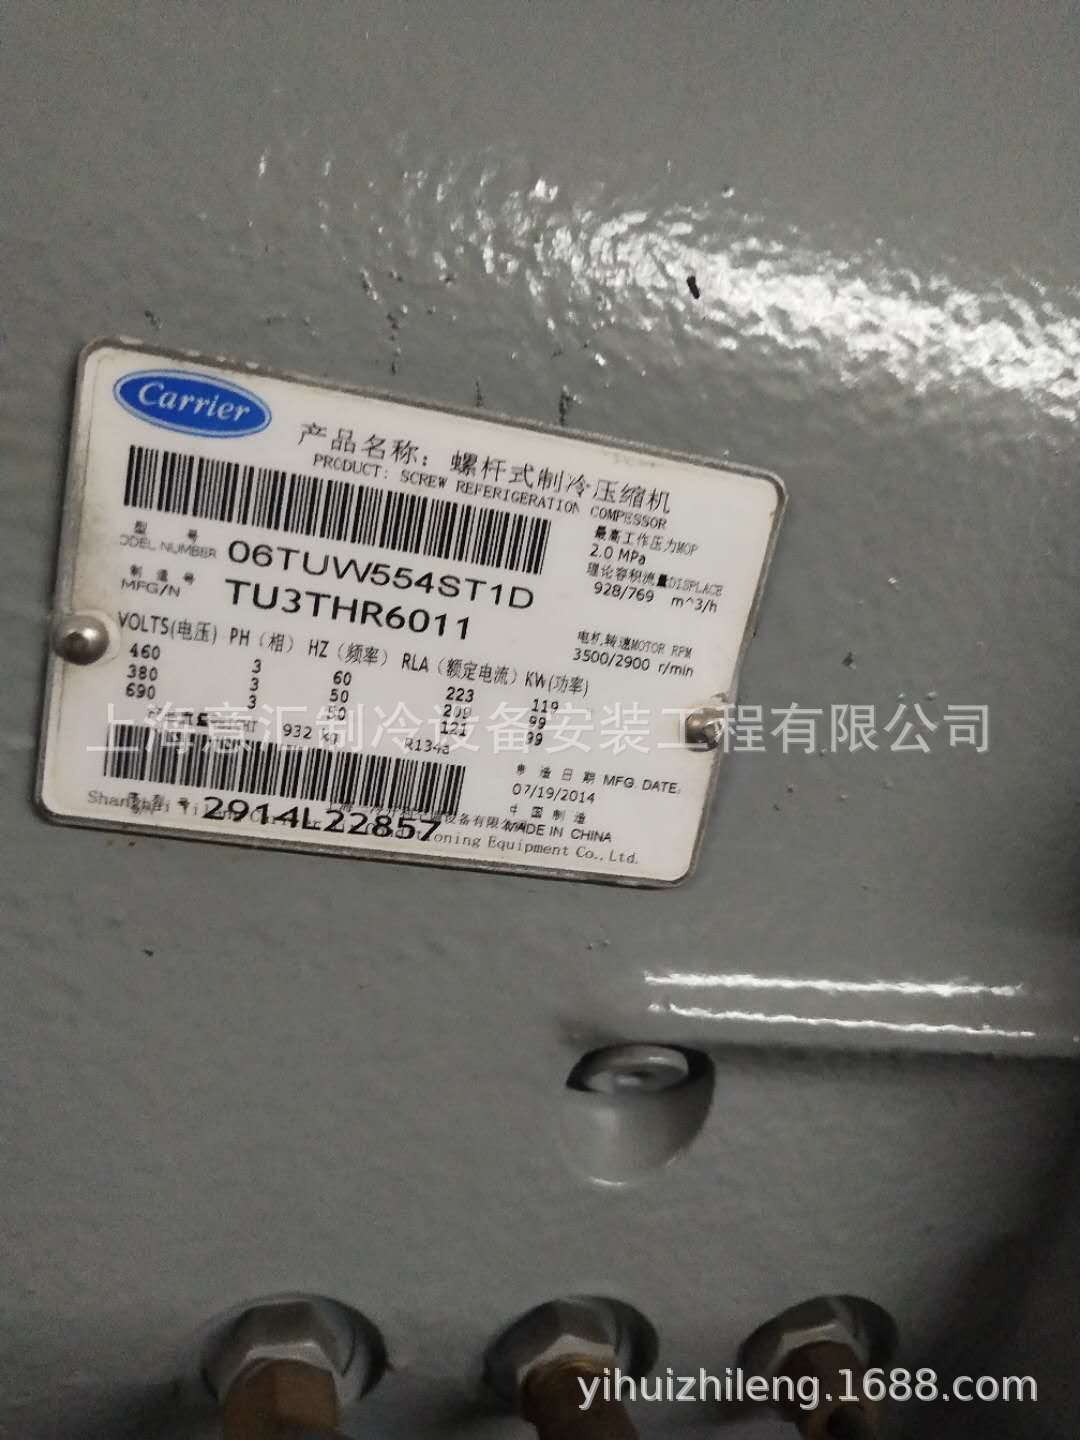 Carrier
产品名称：螺杆式制冷压缩机
PRODUCT: SCREW REFERIGERATION COMPESSOR
型 号
ODEL NUMBER 06TUW554ST1D
制 造 号
MFG/N TU3THR6011
最高工作压力MOP
2.0 MPa
理论容积流量DISPLACE
928/769 m^3/h
电机转速MOTOR RPM
3500/2900 r/min
VOLTS(电压) PH（相） HZ（频率） RLA（额定电流） KW(功率)
460 3 60 223 119
380 3 50 209 99
690 3 50 121 99
932 R134a
制 造 日 期 MFG. DATE:
07/19/2014
中 国 制 造
MADE IN CHINA
号 2914L22857
设备有限
Shanghai Equipment Co., Ltd.
上海意汇制冷设备安装工程有限公司
yihuizhileng.1688.com